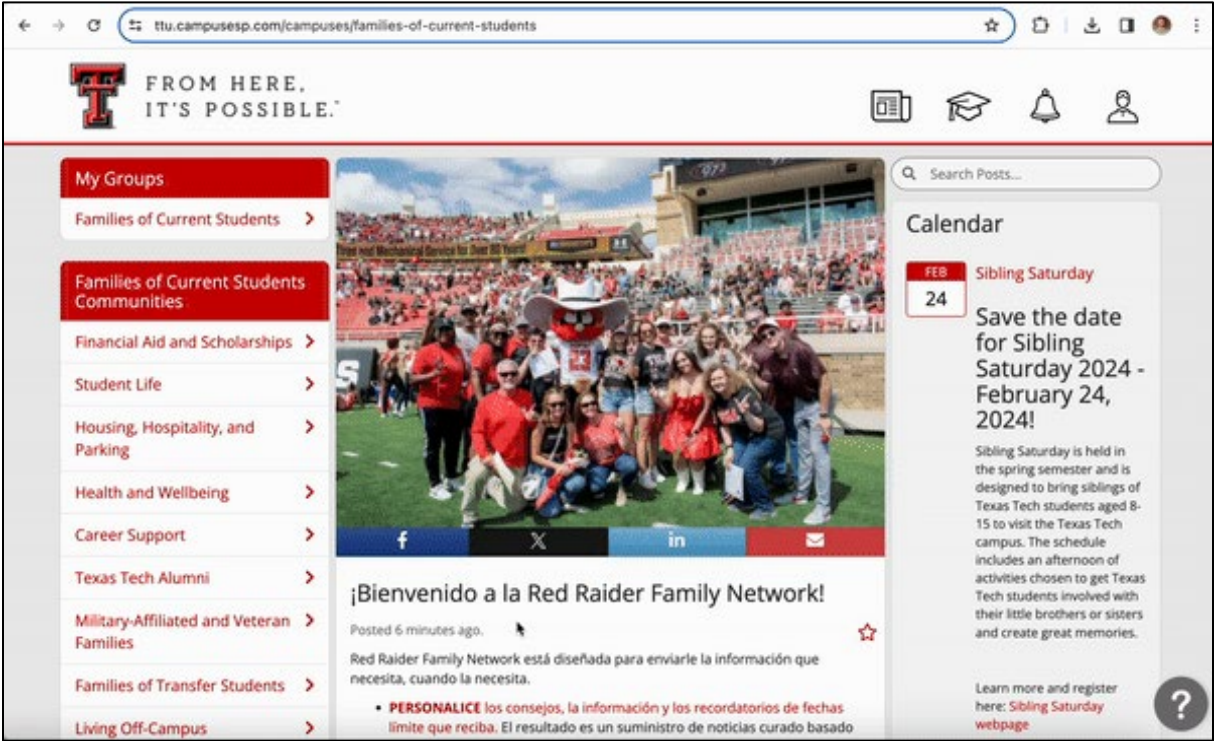 ttu.campusesp.com/campuses/families-of-current-students
FROM HERE,
IT'S POSSIBLE.
My Groups
Families of Current Students
Families of Current Students
Communities
Financial Aid and Scholarships
Student Life
Housing, Hospitality, and
Parking
Health and Wellbeing
Career Support
Texas Tech Alumni
Military-Affiliated and Veteran
Families
Families of Transfer Students
Living Off-Campus
and Mechanical Service for Over 80 Years!
f X in
¡Bienvenido a la Red Raider Family Network!
Posted 6 minutes ago.
Red Raider Family Network está diseñada para enviarle la información que
necesita, cuando la necesita.
• PERSONALICE los consejos, la información y los recordatorios de fechas
límite que reciba. El resultado es un suministro de noticias curado basado
Search Posts...
Calendar
FEB
24
Sibling Saturday
Save the date
for Sibling
Saturday 2024 -
February 24,
2024!
Sibling Saturday is held in
the spring semester and is
designed to bring siblings of
Texas Tech students aged 8-
15 to visit the Texas Tech
campus. The schedule
includes an afternoon of
activities chosen to get Texas
Tech students involved with
their little brothers or sisters
and create great memories.
Learn more and register
here: Sibling Saturday
webpage
?